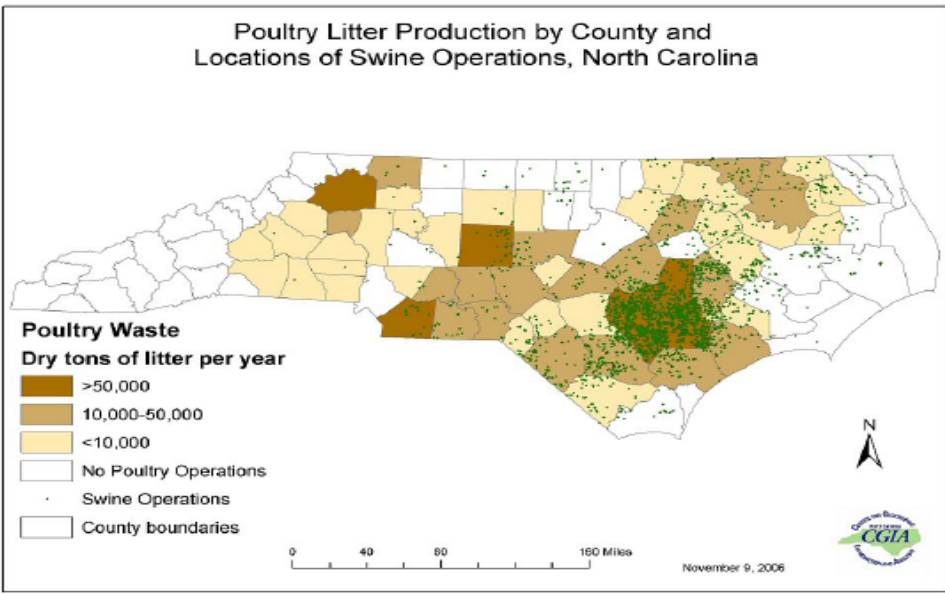 Poultry Litter Production by County and
Locations of Swine Operations, North Carolina
Poultry Waste
Dry tons of litter per year
>50,000
10,000-50,000
<10,000
No Poultry Operations
Swine Operations
County boundaries
0 40 80 160 Miles
N
CGIA
November 9, 2006